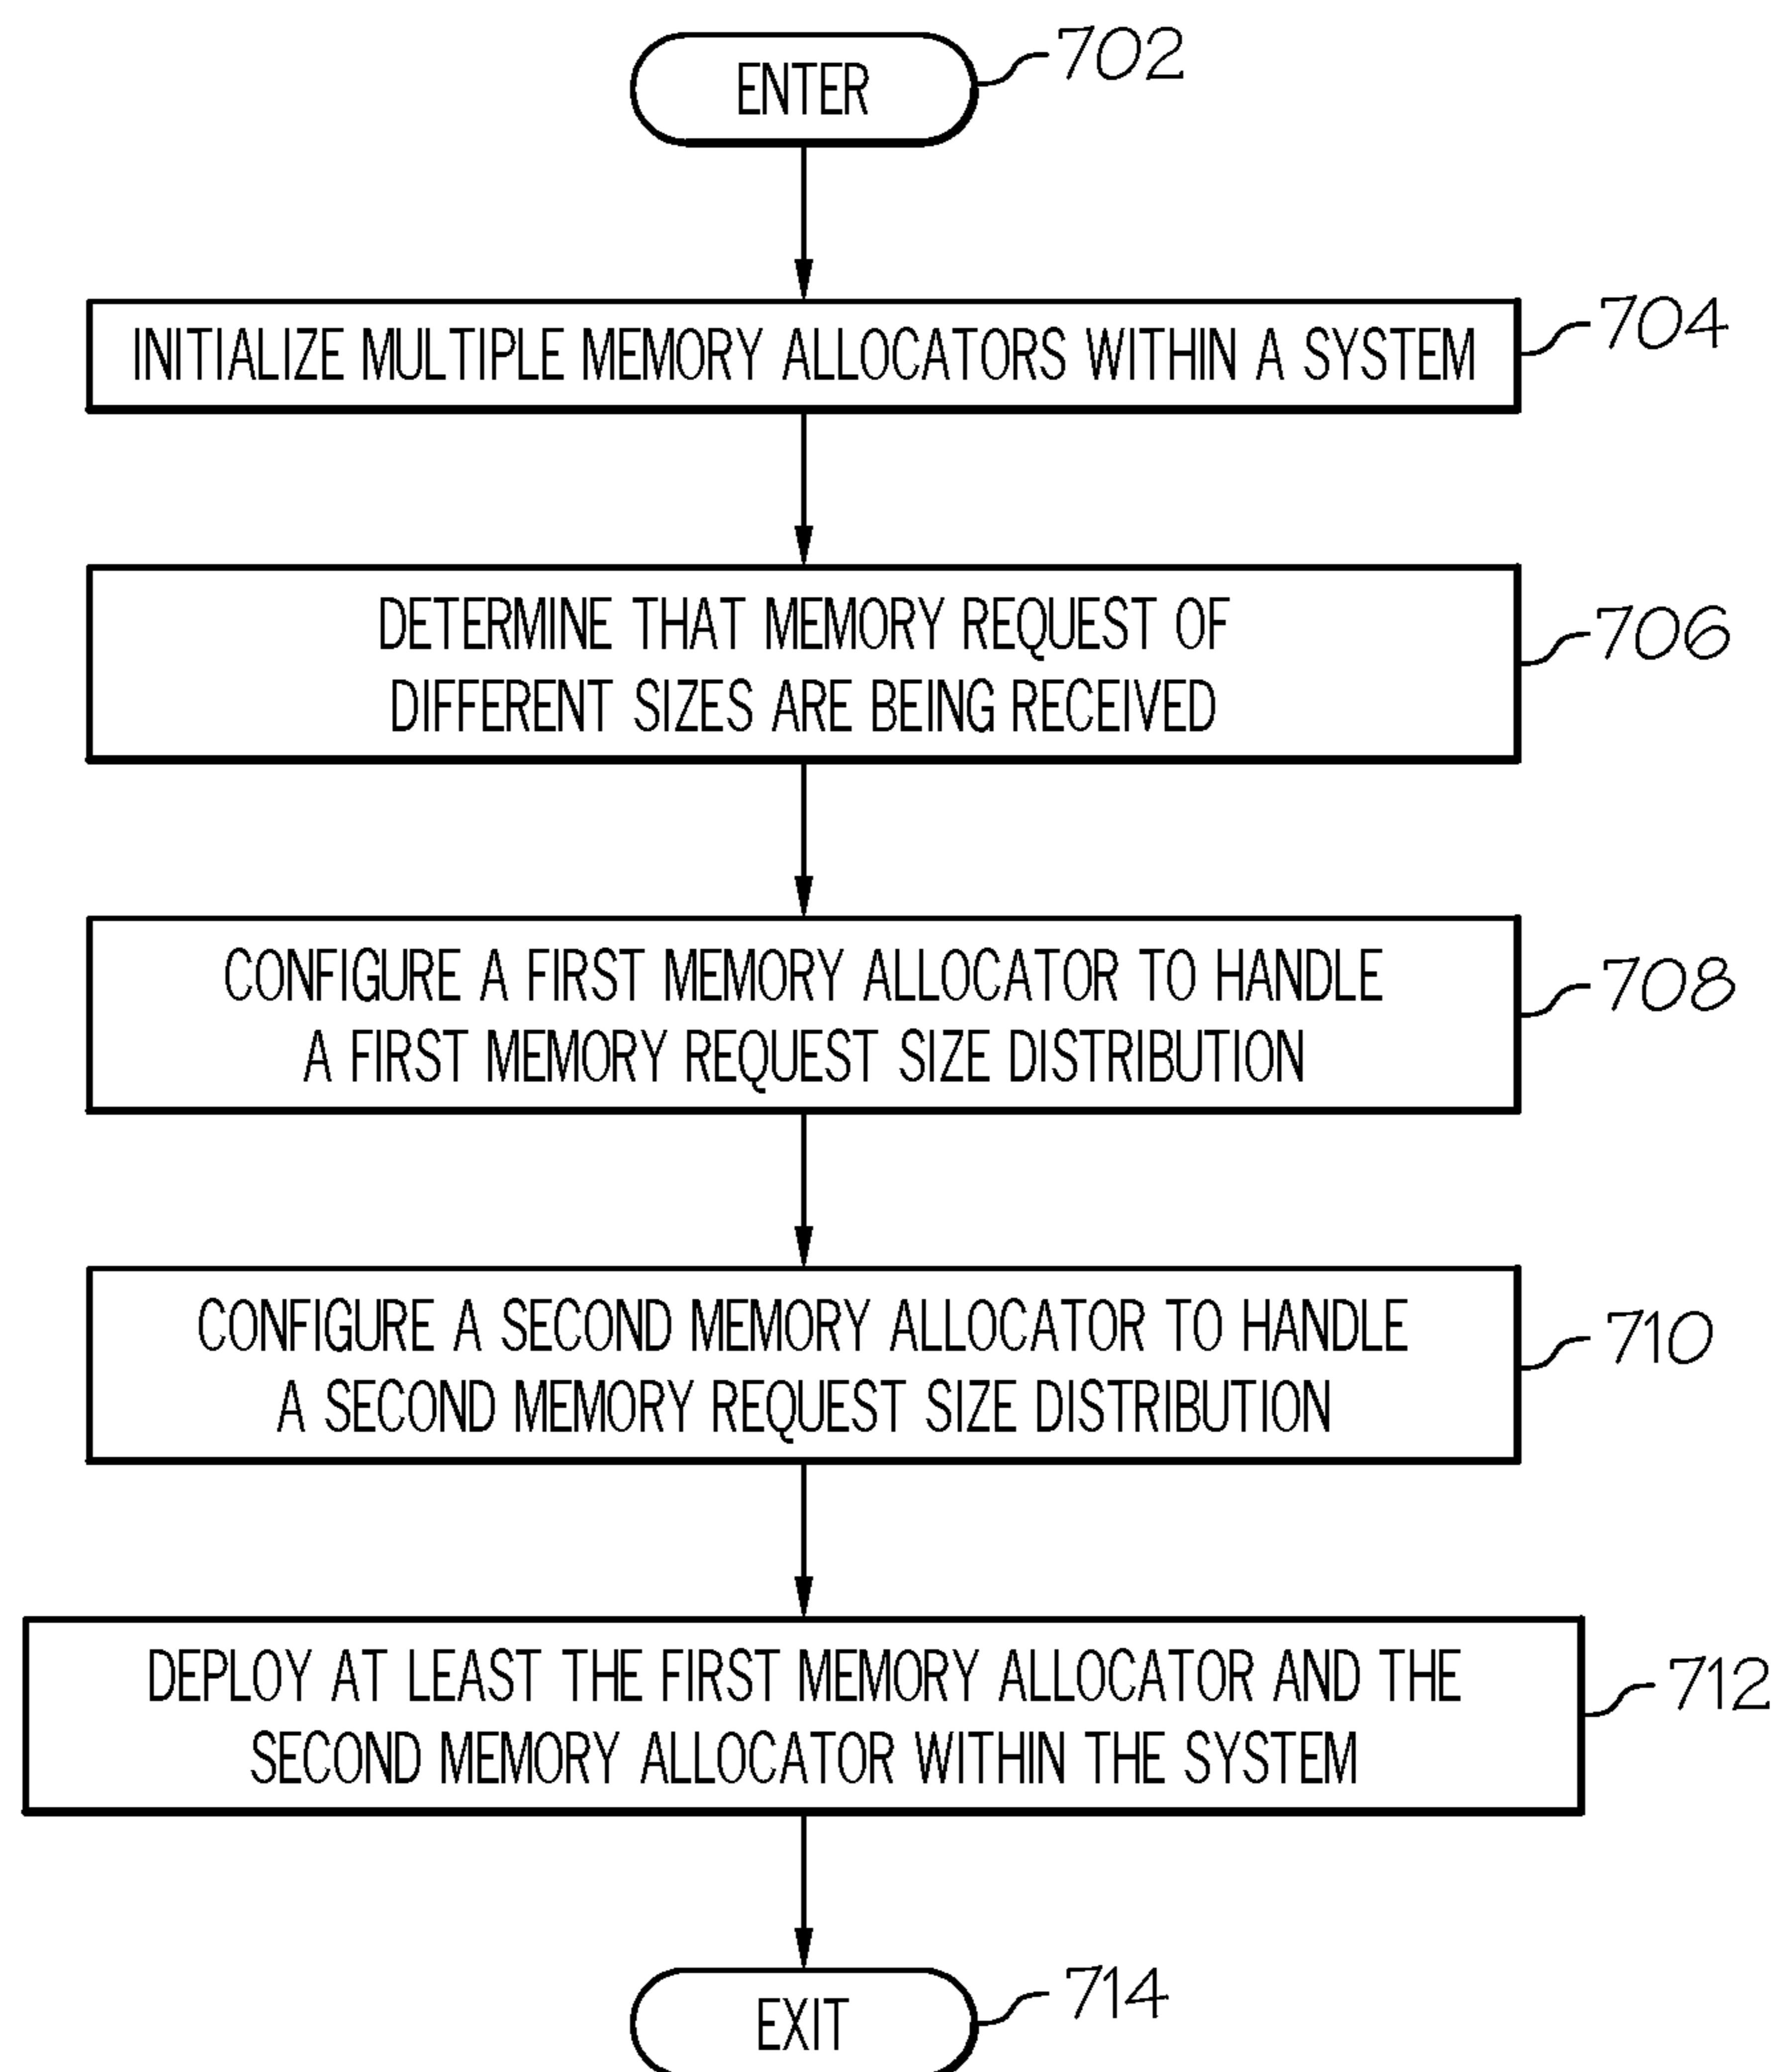 ENTER
702
INITIALIZE MULTIPLE MEMORY ALLOCATORS WITHIN A SYSTEM
704
DETERMINE THAT MEMORY REQUEST OF
DIFFERENT SIZES ARE BEING RECEIVED
706
CONFIGURE A FIRST MEMORY ALLOCATOR TO HANDLE
A FIRST MEMORY REQUEST SIZE DISTRIBUTION
708
CONFIGURE A SECOND MEMORY ALLOCATOR TO HANDLE
A SECOND MEMORY REQUEST SIZE DISTRIBUTION
710
DEPLOY AT LEAST THE FIRST MEMORY ALLOCATOR AND THE
SECOND MEMORY ALLOCATOR WITHIN THE SYSTEM
712
EXIT
714